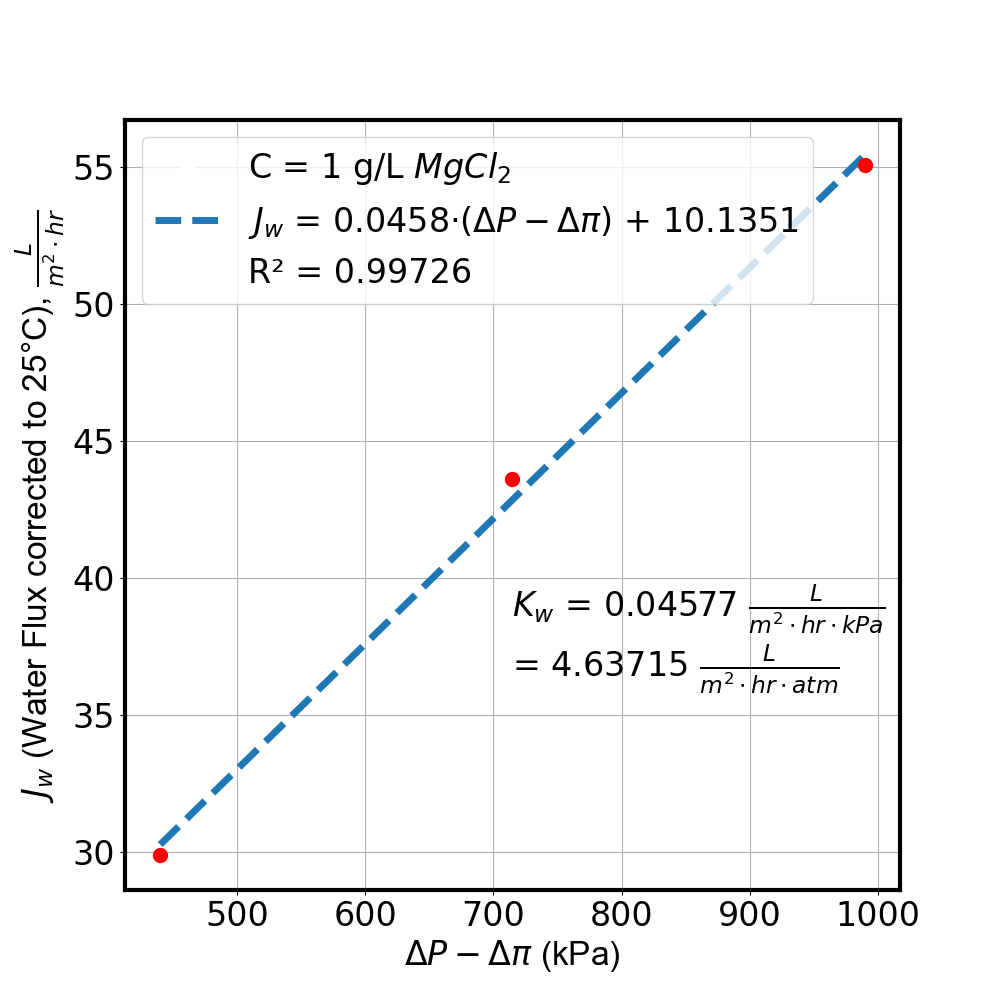 C = 1 g/L MgCl₂
J_w = 0.0458·(ΔP − Δπ) + 10.1351
R² = 0.99726
55
50
45
40
35
30
K_w = 0.04577 L/(m² · hr · kPa)
= 4.63715 L/(m² · hr · atm)
J_w (Water Flux corrected to 25°C), L/(m² · hr)
500 600 700 800 900 1000
ΔP − Δπ (kPa)